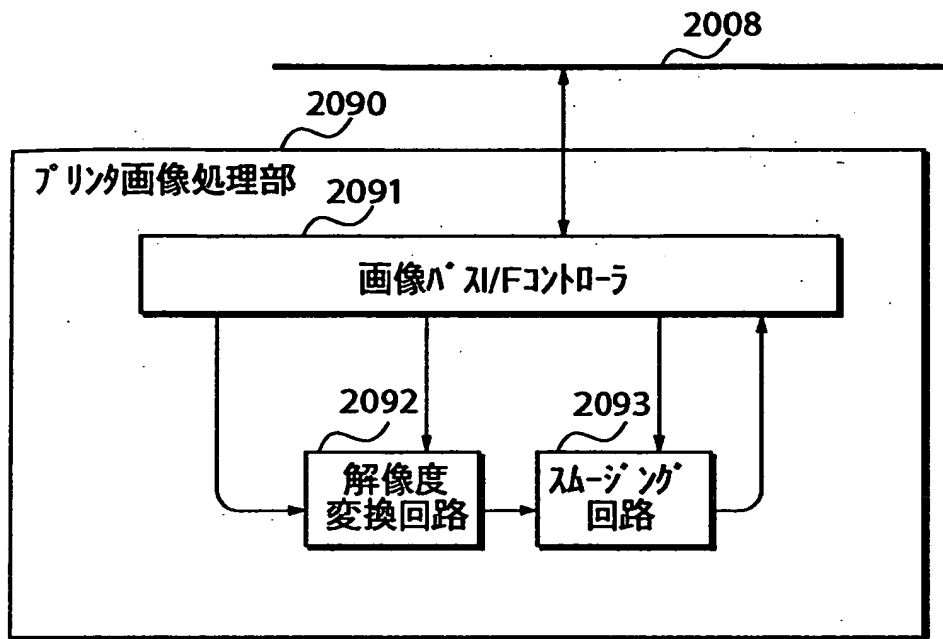 2008
2090
プリンタ画像処理部
2091
画像バスI/Fコントローラ
2092
2093
解像度
変換回路
スムージング
回路